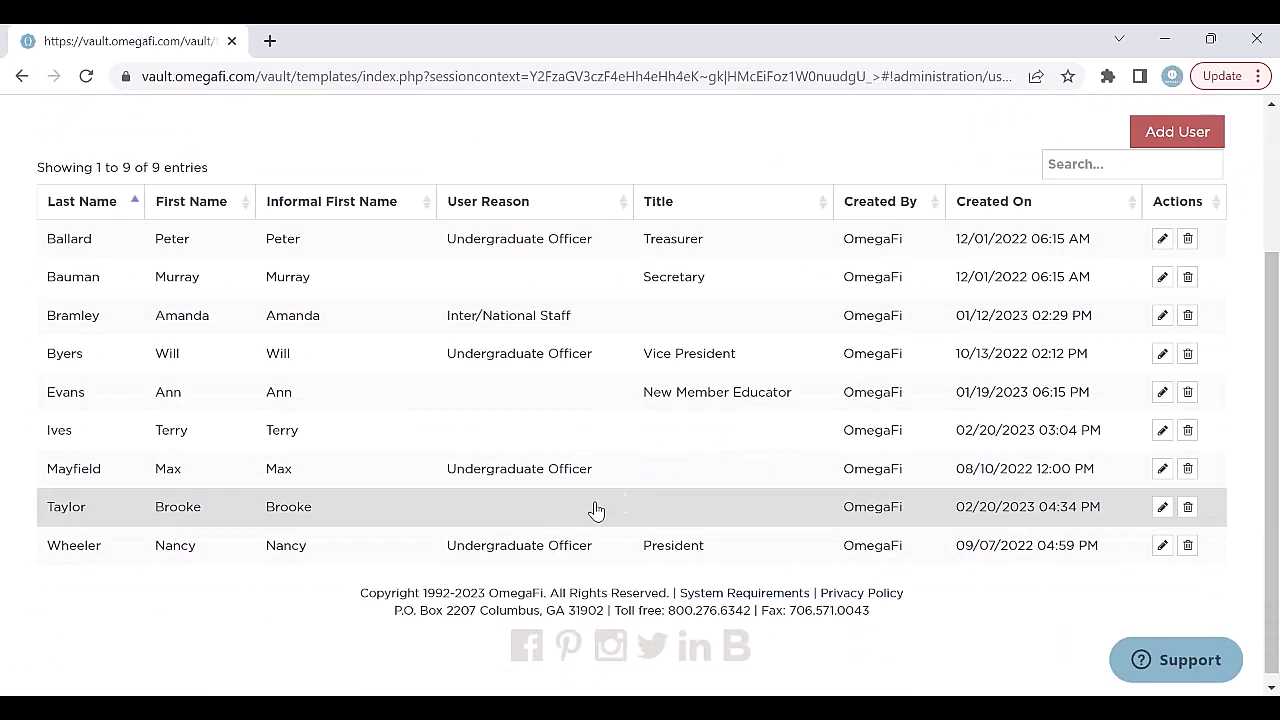 https://vault.omegafi.com/vault/
vault.omegafi.com/vault/templates/index.php?sessioncontext=Y2FzaGV3czF4eHh4eHh4eK~gk|HMcEiFoz1W0nuudgU_>#!administration/us...
Update
Add User
Showing 1 to 9 of 9 entries
Search...
Last Name First Name Informal First Name User Reason Title Created By Created On Actions
Ballard Peter Peter Undergraduate Officer Treasurer OmegaFi 12/01/2022 06:15 AM
Bauman Murray Murray Secretary OmegaFi 12/01/2022 06:15 AM
Bramley Amanda Amanda Inter/National Staff OmegaFi 01/12/2023 02:29 PM
Byers Will Will Undergraduate Officer Vice President OmegaFi 10/13/2022 02:12 PM
Evans Ann Ann New Member Educator OmegaFi 01/19/2023 06:15 PM
Ives Terry Terry OmegaFi 02/20/2023 03:04 PM
Mayfield Max Max Undergraduate Officer OmegaFi 08/10/2022 12:00 PM
Taylor Brooke Brooke OmegaFi 02/20/2023 04:34 PM
Wheeler Nancy Nancy Undergraduate Officer President OmegaFi 09/07/2022 04:59 PM
Copyright 1992-2023 OmegaFi. All Rights Reserved. | System Requirements | Privacy Policy
P.O. Box 2207 Columbus, GA 31902 | Toll free: 800.276.6342 | Fax: 706.571.0043
Support